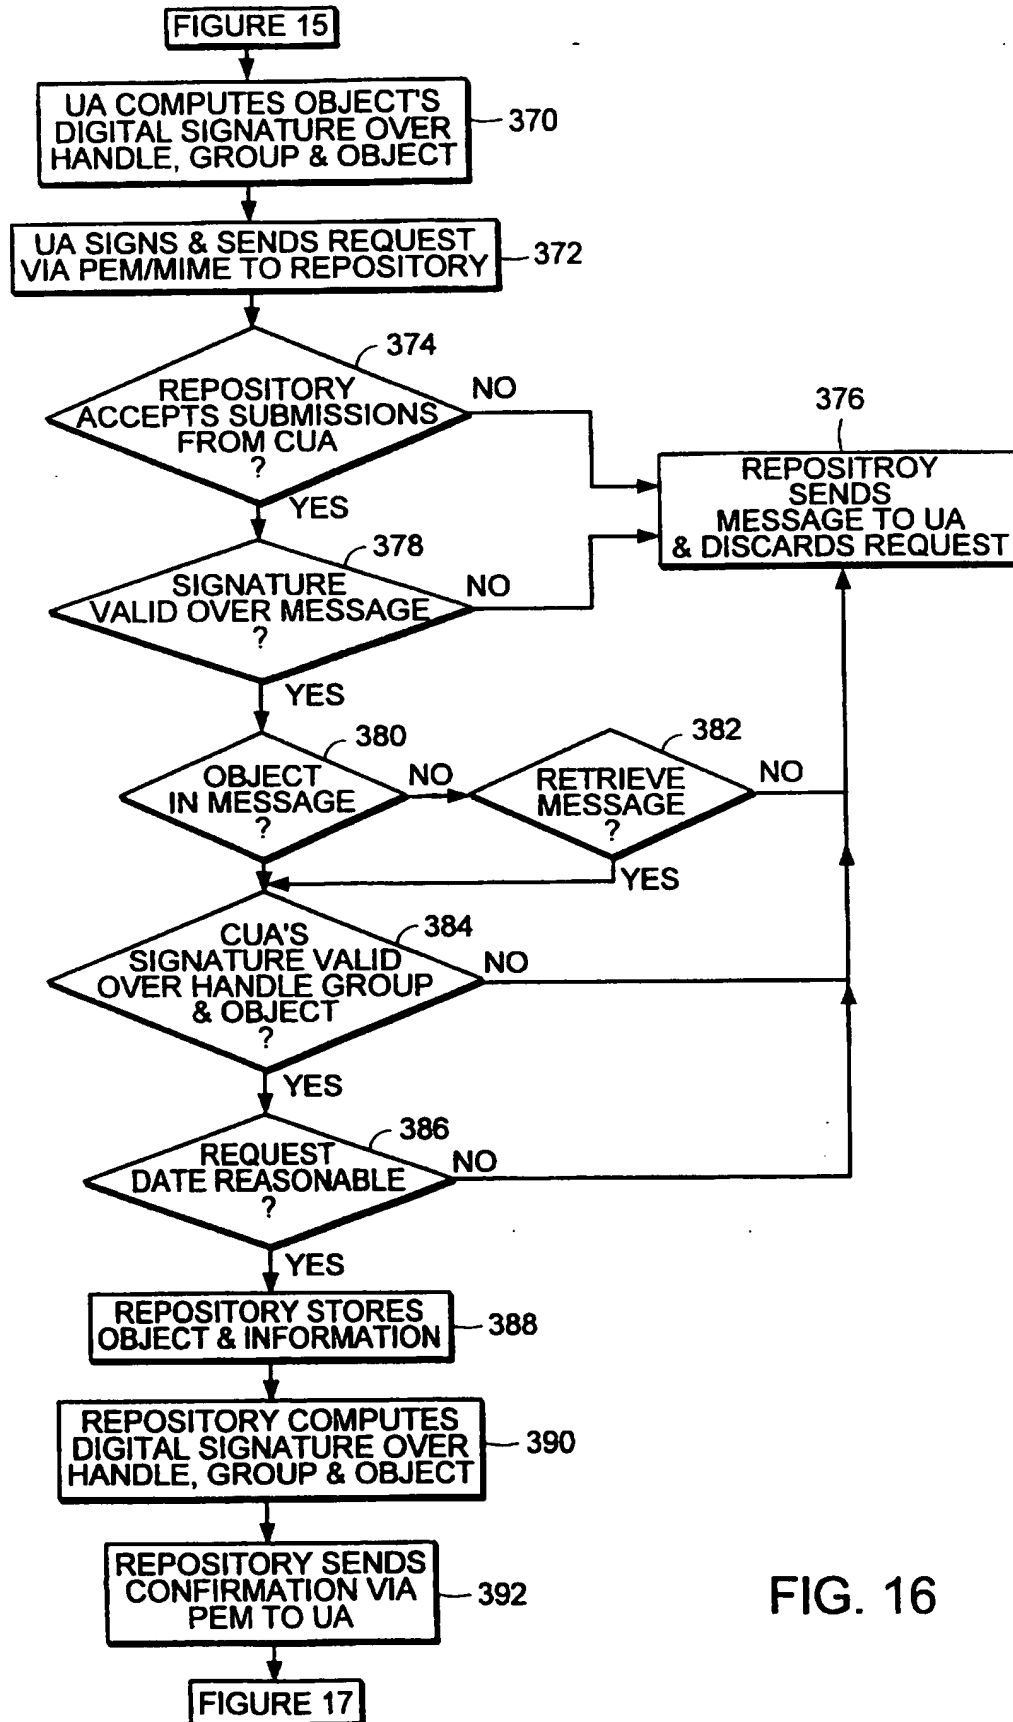 FIGURE 15
UA COMPUTES OBJECT'S
DIGITAL SIGNATURE OVER
HANDLE, GROUP & OBJECT
370
UA SIGNS & SENDS REQUEST
VIA PEM/MIME TO REPOSITORY
372
374
REPOSITORY
ACCEPTS SUBMISSIONS
FROM CUA
?
NO
YES
376
REPOSITROY
SENDS
MESSAGE TO UA
& DISCARDS REQUEST
378
SIGNATURE
VALID OVER MESSAGE
?
NO
YES
380
OBJECT
IN MESSAGE
?
NO
382
RETRIEVE
MESSAGE
?
NO
YES
384
CUA'S
SIGNATURE VALID
OVER HANDLE GROUP
& OBJECT
?
NO
YES
386
REQUEST
DATE REASONABLE
?
NO
YES
REPOSITORY STORES
OBJECT & INFORMATION
388
REPOSITORY COMPUTES
DIGITAL SIGNATURE OVER
HANDLE, GROUP & OBJECT
390
REPOSITORY SENDS
CONFIRMATION VIA
PEM TO UA
392
FIGURE 17
FIG. 16